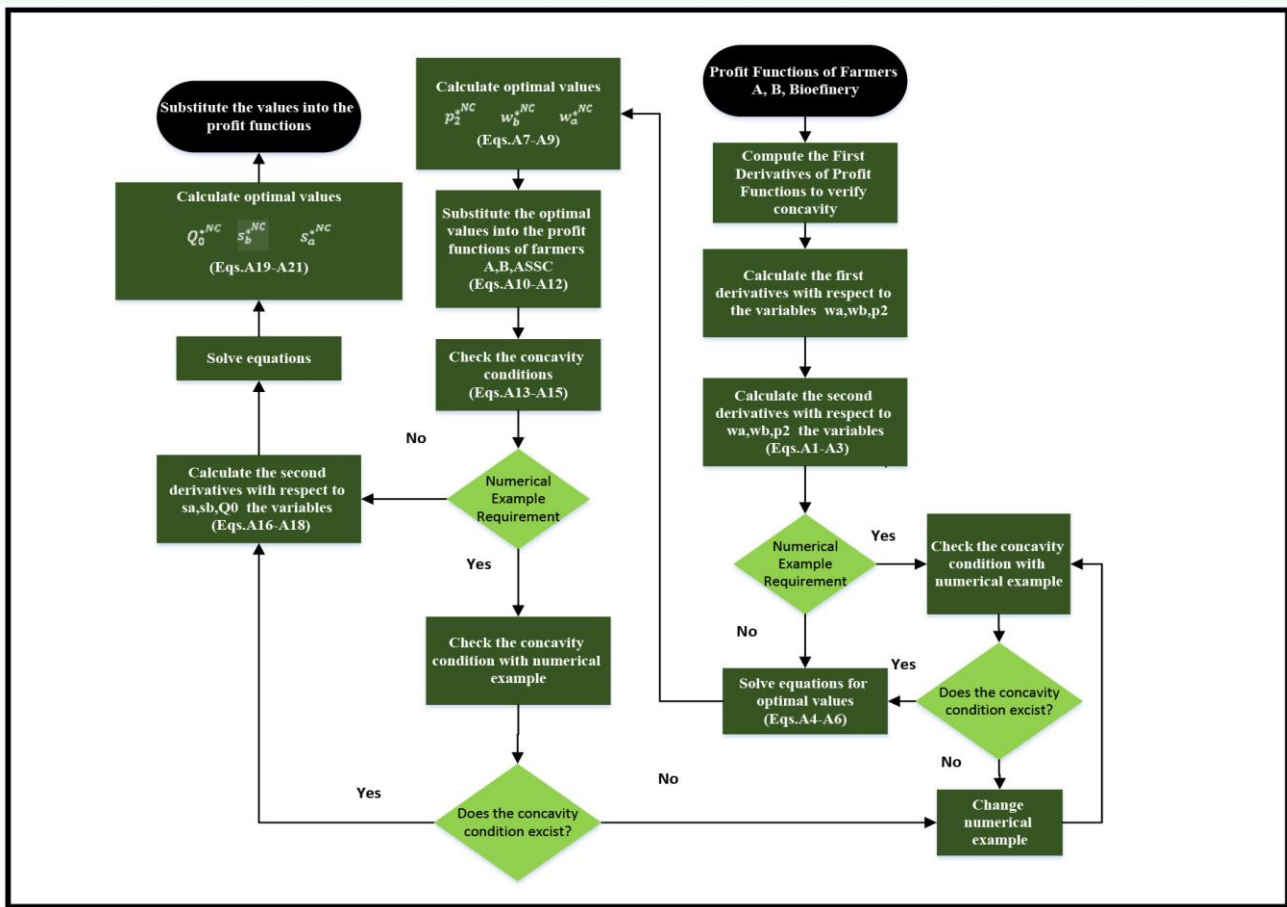 Profit Functions of Farmers
A, B, Bioefinery
Compute the First
Derivatives of Profit
Functions to verify
concavity
Calculate the first
derivatives with respect to
the variables wa,wb,p2
Calculate the second
derivatives with respect to
wa,wb,p2 the variables
(Eqs.A1-A3)
Numerical
Example
Requirement
Yes
Check the concavity
condition with
numerical example
No
Yes
Solve equations for
optimal values
(Eqs.A4-A6)
Does the concavity
condition excist?
No
Change
numerical
example
Calculate optimal values
p₂*ᴺᶜ w_b*ᴺᶜ w_a*ᴺᶜ
(Eqs.A7-A9)
Substitute the optimal
values into the profit
functions of farmers
A,B,ASSC
(Eqs.A10-A12)
Check the concavity
conditions
(Eqs.A13-A15)
No
Numerical
Example
Requirement
Yes
Check the concavity
condition with numerical
example
Yes
No
Does the concavity
condition excist?
Calculate the second
derivatives with respect to
sa,sb,Q0 the variables
(Eqs.A16-A18)
Solve equations
Calculate optimal values
Q₀*ᴺᶜ s_b*ᴺᶜ s_a*ᴺᶜ
(Eqs.A19-A21)
Substitute the values into the
profit functions